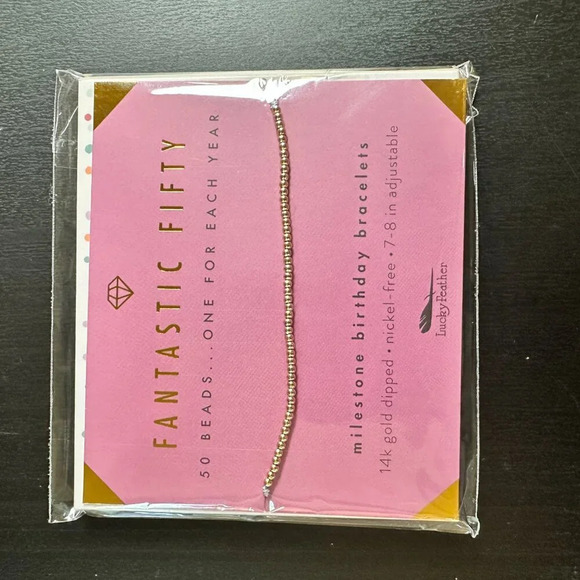 FANTASTIC FIFTY
50 BEADS...ONE FOR EACH YEAR
milestone birthday bracelets
14k gold dipped • nickel-free • 7-8 in adjustable
Lucky Feather